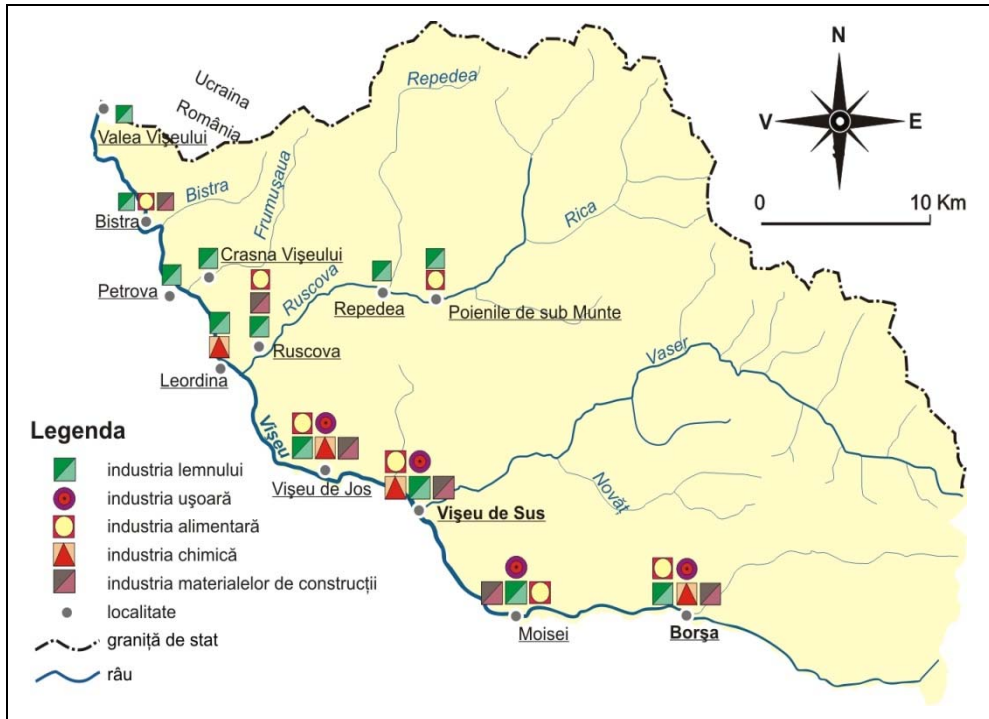 N
V
E
S
0
10 Km
Ucraina
România
Repedea
Valea Vişeului
Bistra
Frumuşaua
Rica
Bistra
Crasna Vişeului
Petrova
Ruscova
Repedea
Poienile de sub Munte
Ruscova
Leordina
Vaser
Vişeu
Vişeu de Jos
Novăţ
Vişeu de Sus
Moisei
Borşa
Legenda
industria lemnului
industria uşoară
industria alimentară
industria chimică
industria materialelor de construcţii
localitate
graniţă de stat
râu